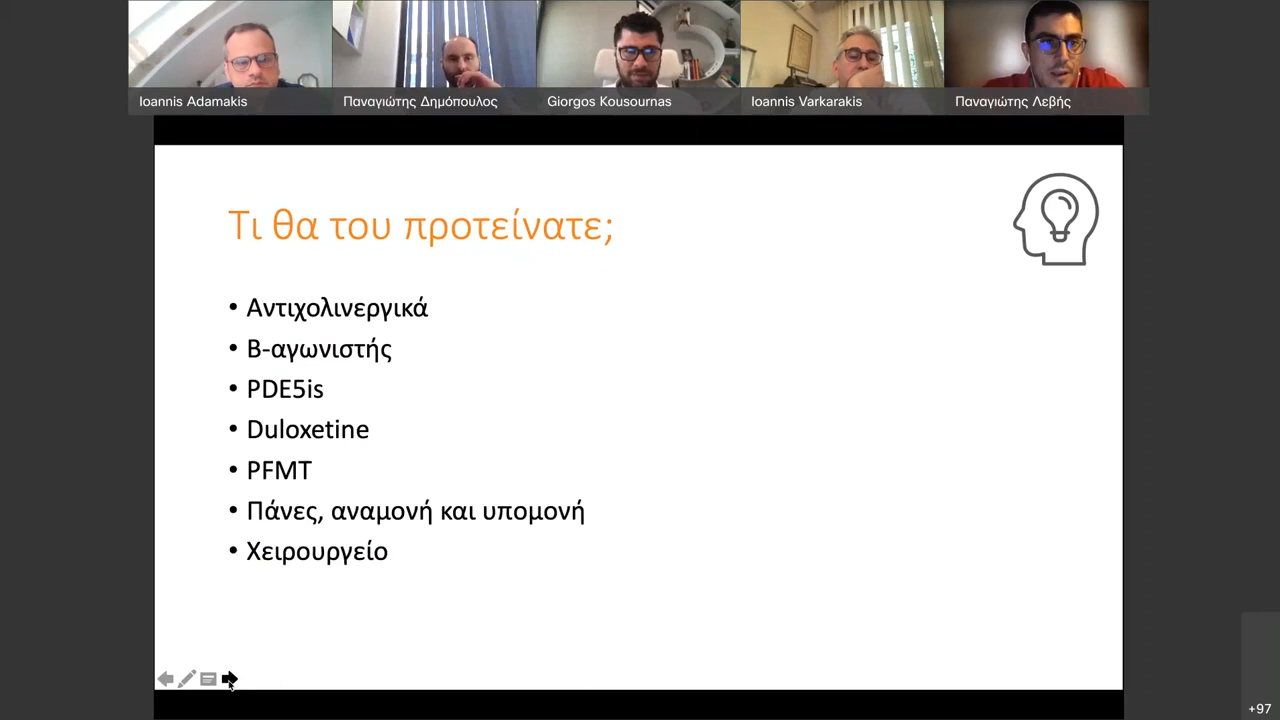 Ioannis Adamakis
Παναγιώτης Δημόπουλος
Giorgos Kousournas
Ioannis Varkarakis
Παναγιώτης Λεβής
Τι θα του προτείνατε;
• Αντιχολινεργικά
• Β-αγωνιστής
• PDE5is
• Duloxetine
• PFMT
• Πάνες, αναμονή και υπομονή
• Χειρουργείο
+97